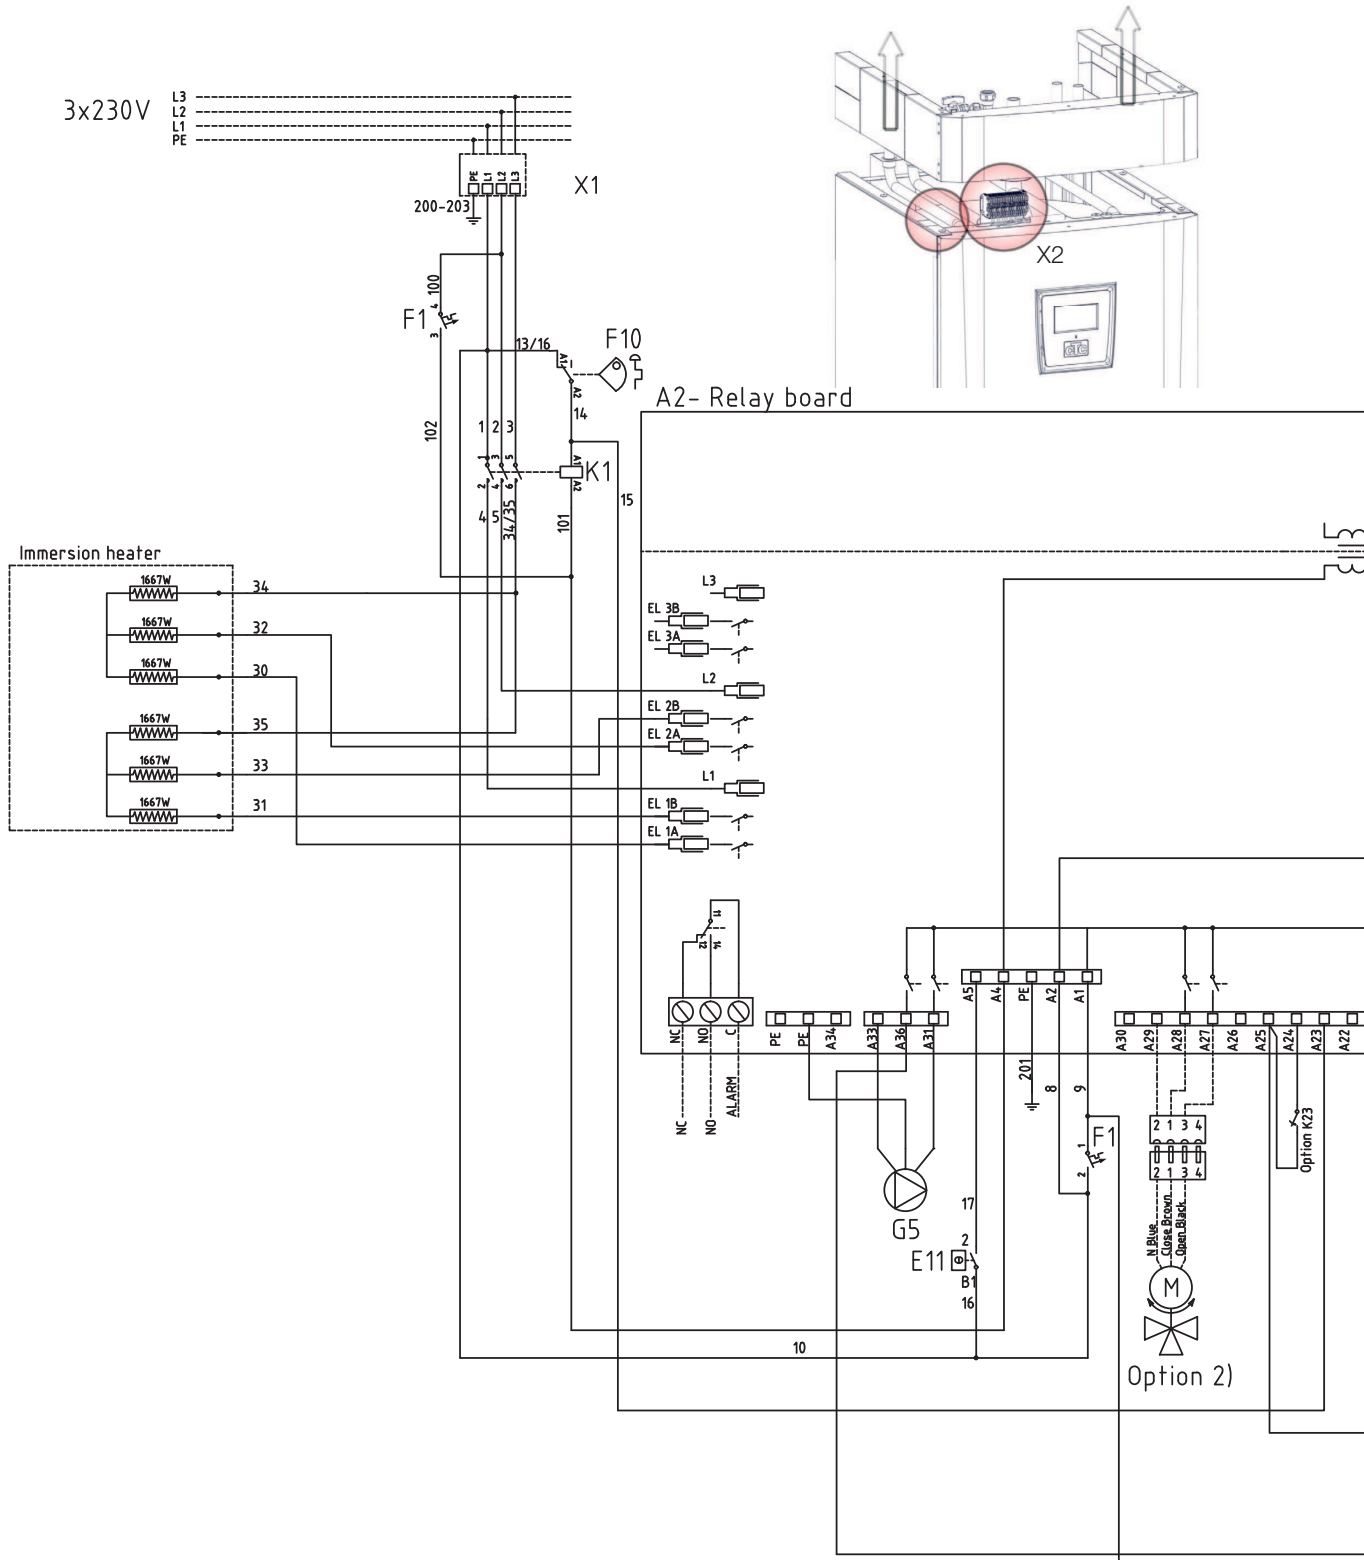 3x230V
L3
L2
L1
PE
PE
L1
L2
L3
X1
200-203
X2
CTC
100
4
F1
3
13/16
A1
F10
A2
14
A2- Relay board
102
1 2 3
1
3
5
A1
K1
A2
2
4
6
4
5
34/35
101
15
Immersion heater
1667W
34
1667W
32
1667W
30
1667W
35
1667W
33
1667W
31
L3
EL 3B
EL 3A
L2
EL 2B
EL 2A
L1
EL 1B
EL 1A
11
12
14
NC
NO
C
NC
NO
ALARM
PE
PE
A34
A33
A36
A31
A5
A4
PE
A2
A1
A30
A29
A28
A27
A26
A25
A24
A23
A22
201
8
9
F1
1
2
2 1 3 4
2 1 3 4
Option K23
N Blue
Close Brown
Open Black
M
Option 2)
G5
17
2
E11
B1
16
10